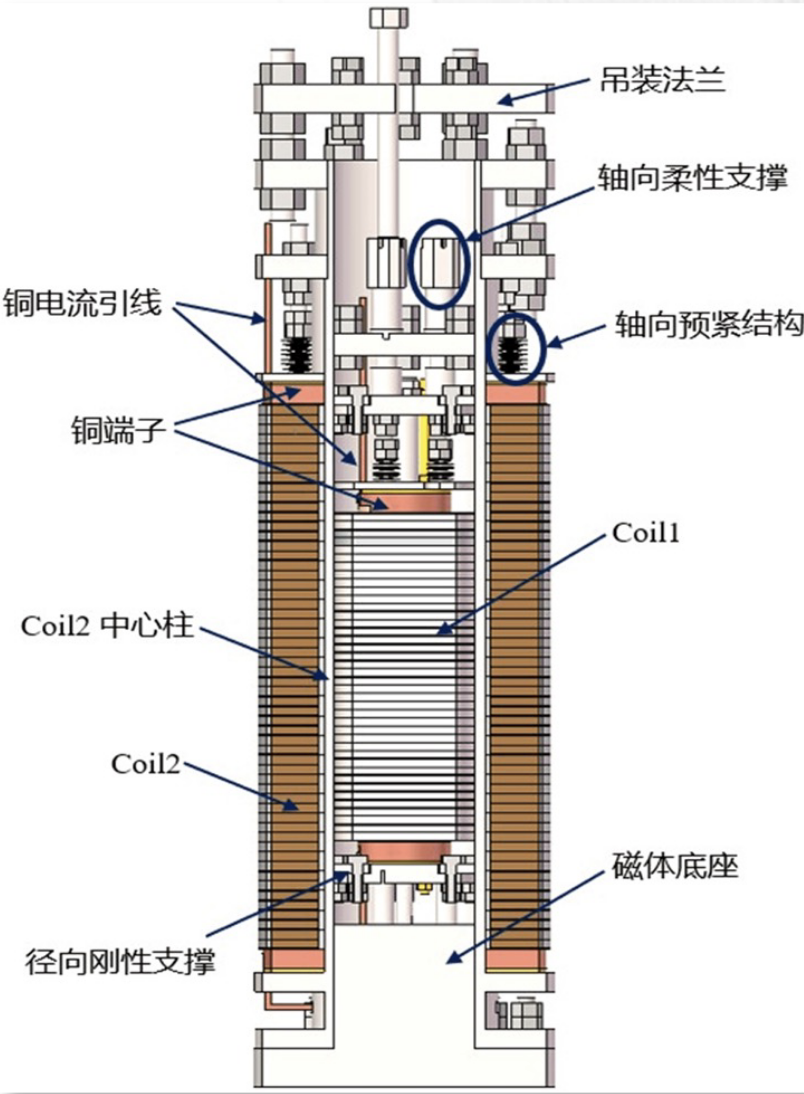 吊装法兰
轴向柔性支撑
铜电流引线
轴向预紧结构
铜端子
Coil1
Coil2 中心柱
Coil2
磁体底座
径向刚性支撑